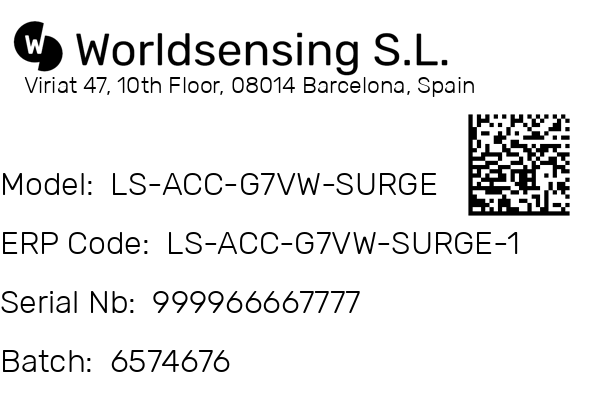 W Worldsensing S.L.
Viriat 47, 10th Floor, 08014 Barcelona, Spain
Model: LS-ACC-G7VW-SURGE
ERP Code: LS-ACC-G7VW-SURGE-1
Serial Nb: 999966667777
Batch: 6574676